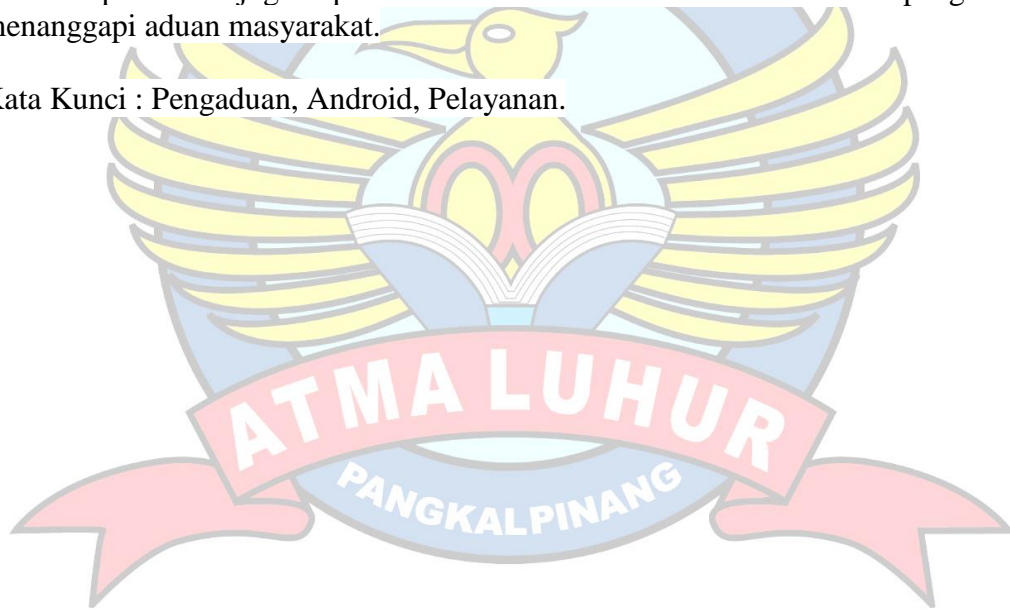 menanggapi aduan masyarakat.
Kata Kunci : Pengaduan, Android, Pelayanan.
ATMA LUHUR
PANGKALPINANG